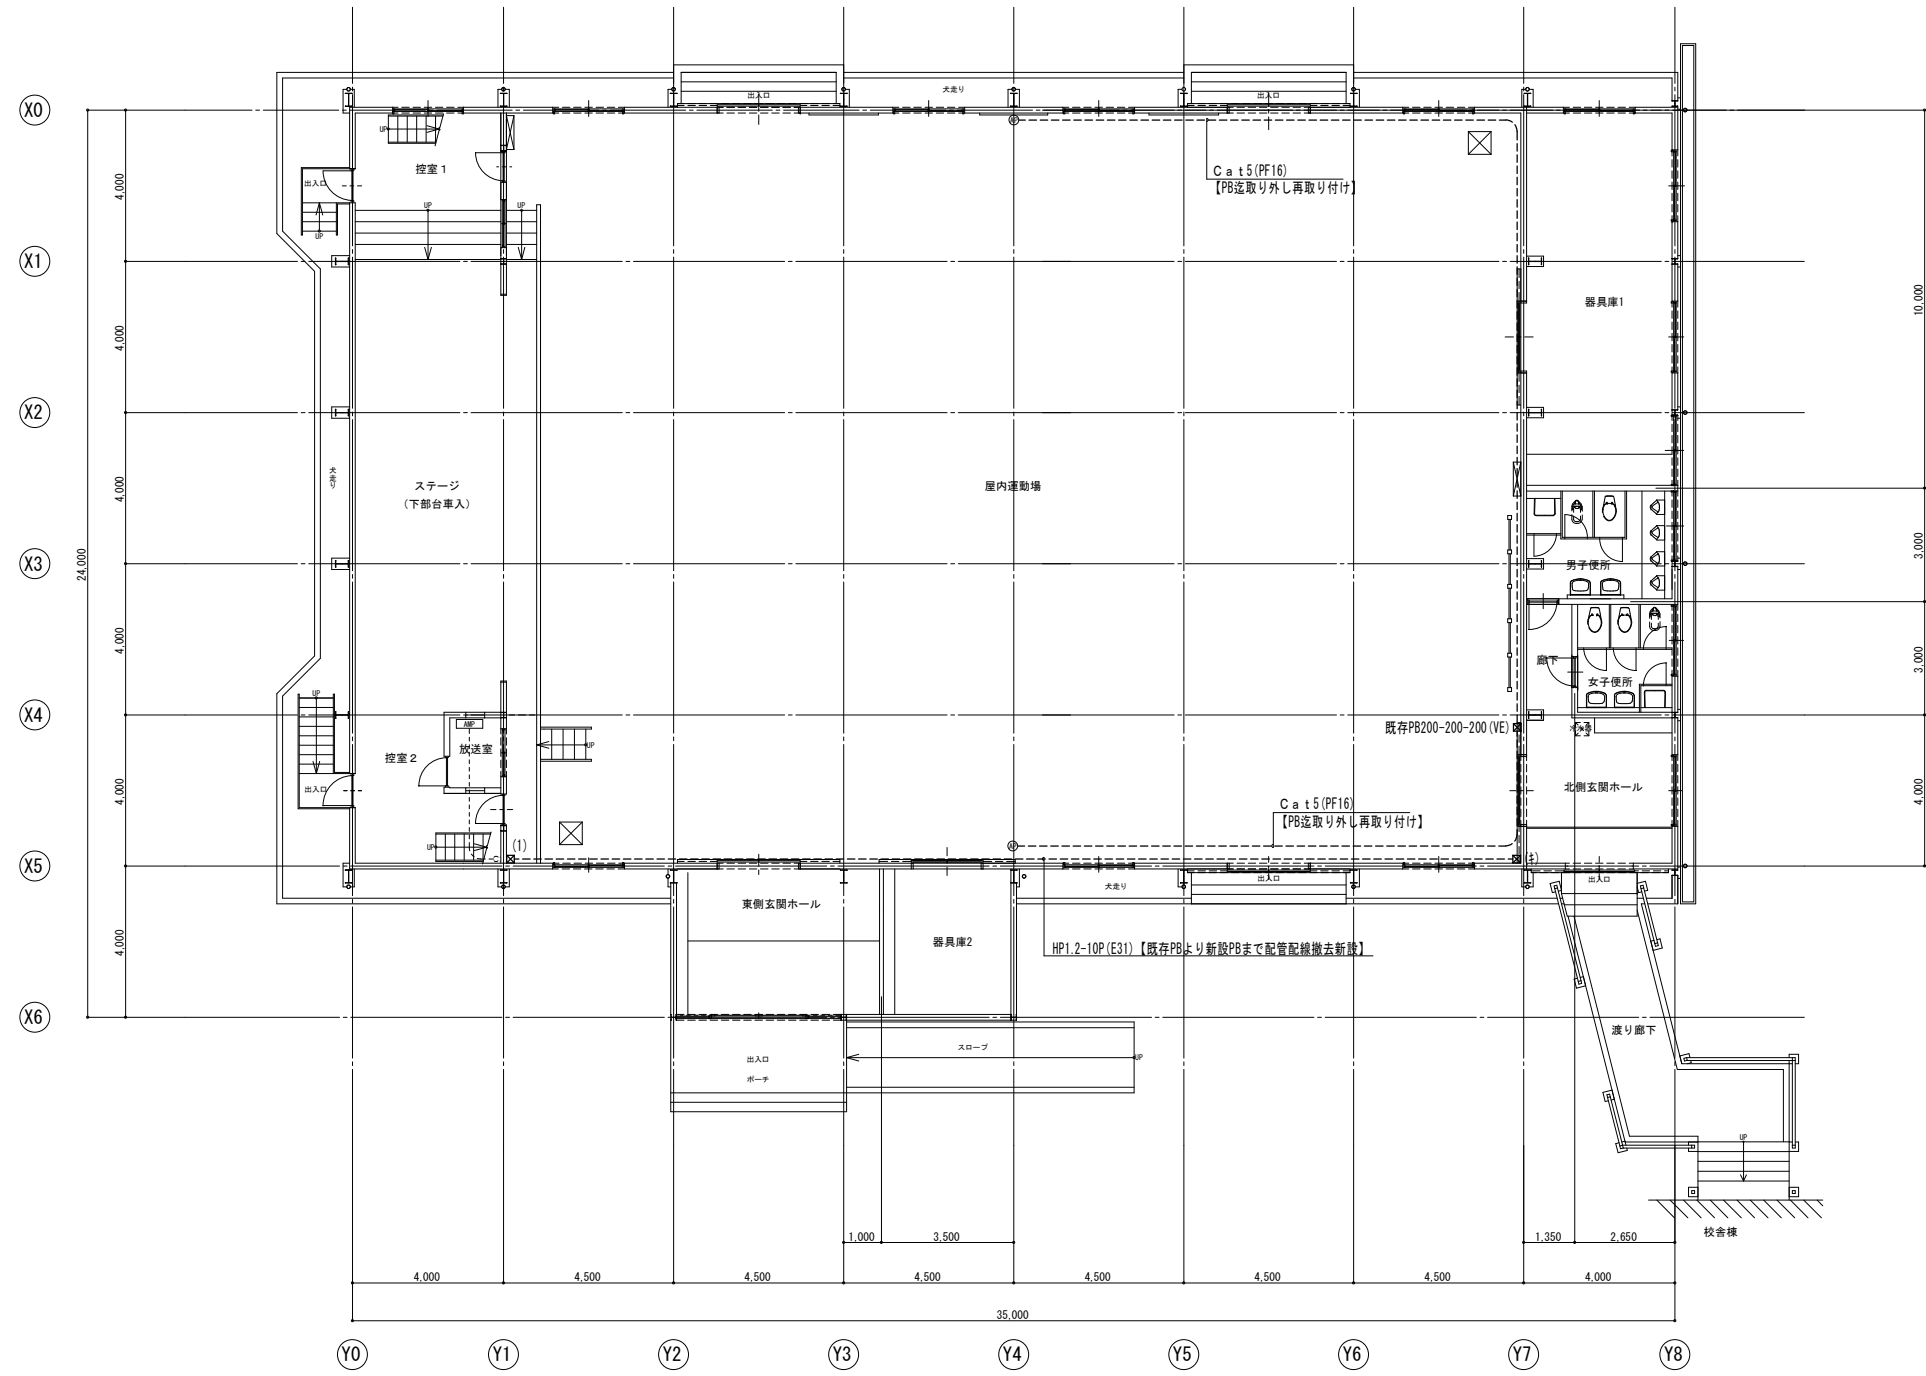 出入口
犬走り
出入口
X0
UP
控室1
Cat5(PF16)
【PB迄取り外し再取り付け】
4,000
出入口
UP
UP
UP
X1
器具庫1
10,000
4,000
X2
犬走り
ステージ
(下部台車入)
屋内運動場
4,000
24,000
X3
男子便所
3,000
4,000
廊下
女子便所
3,000
UP
X4
AMP
放送室
控室2
UP
既存PB200-200-200(VE)
出入口
4,000
北側玄関ホール
4,000
Cat5(PF16)
【PB迄取り外し再取り付け】
UP
(1)
X5
出入口
犬走り
出入口
東側玄関ホール
器具庫2
4,000
HP1.2-10P(E31)【既存PBより新設PBまで配管配線撤去新設】
X6
渡り廊下
出入口
ポーチ
スロープ
UP
UP
校舎棟
1,000
3,500
1,350
2,650
4,000
4,500
4,500
4,500
4,500
4,500
4,500
4,000
35,000
Y0
Y1
Y2
Y3
Y4
Y5
Y6
Y7
Y8